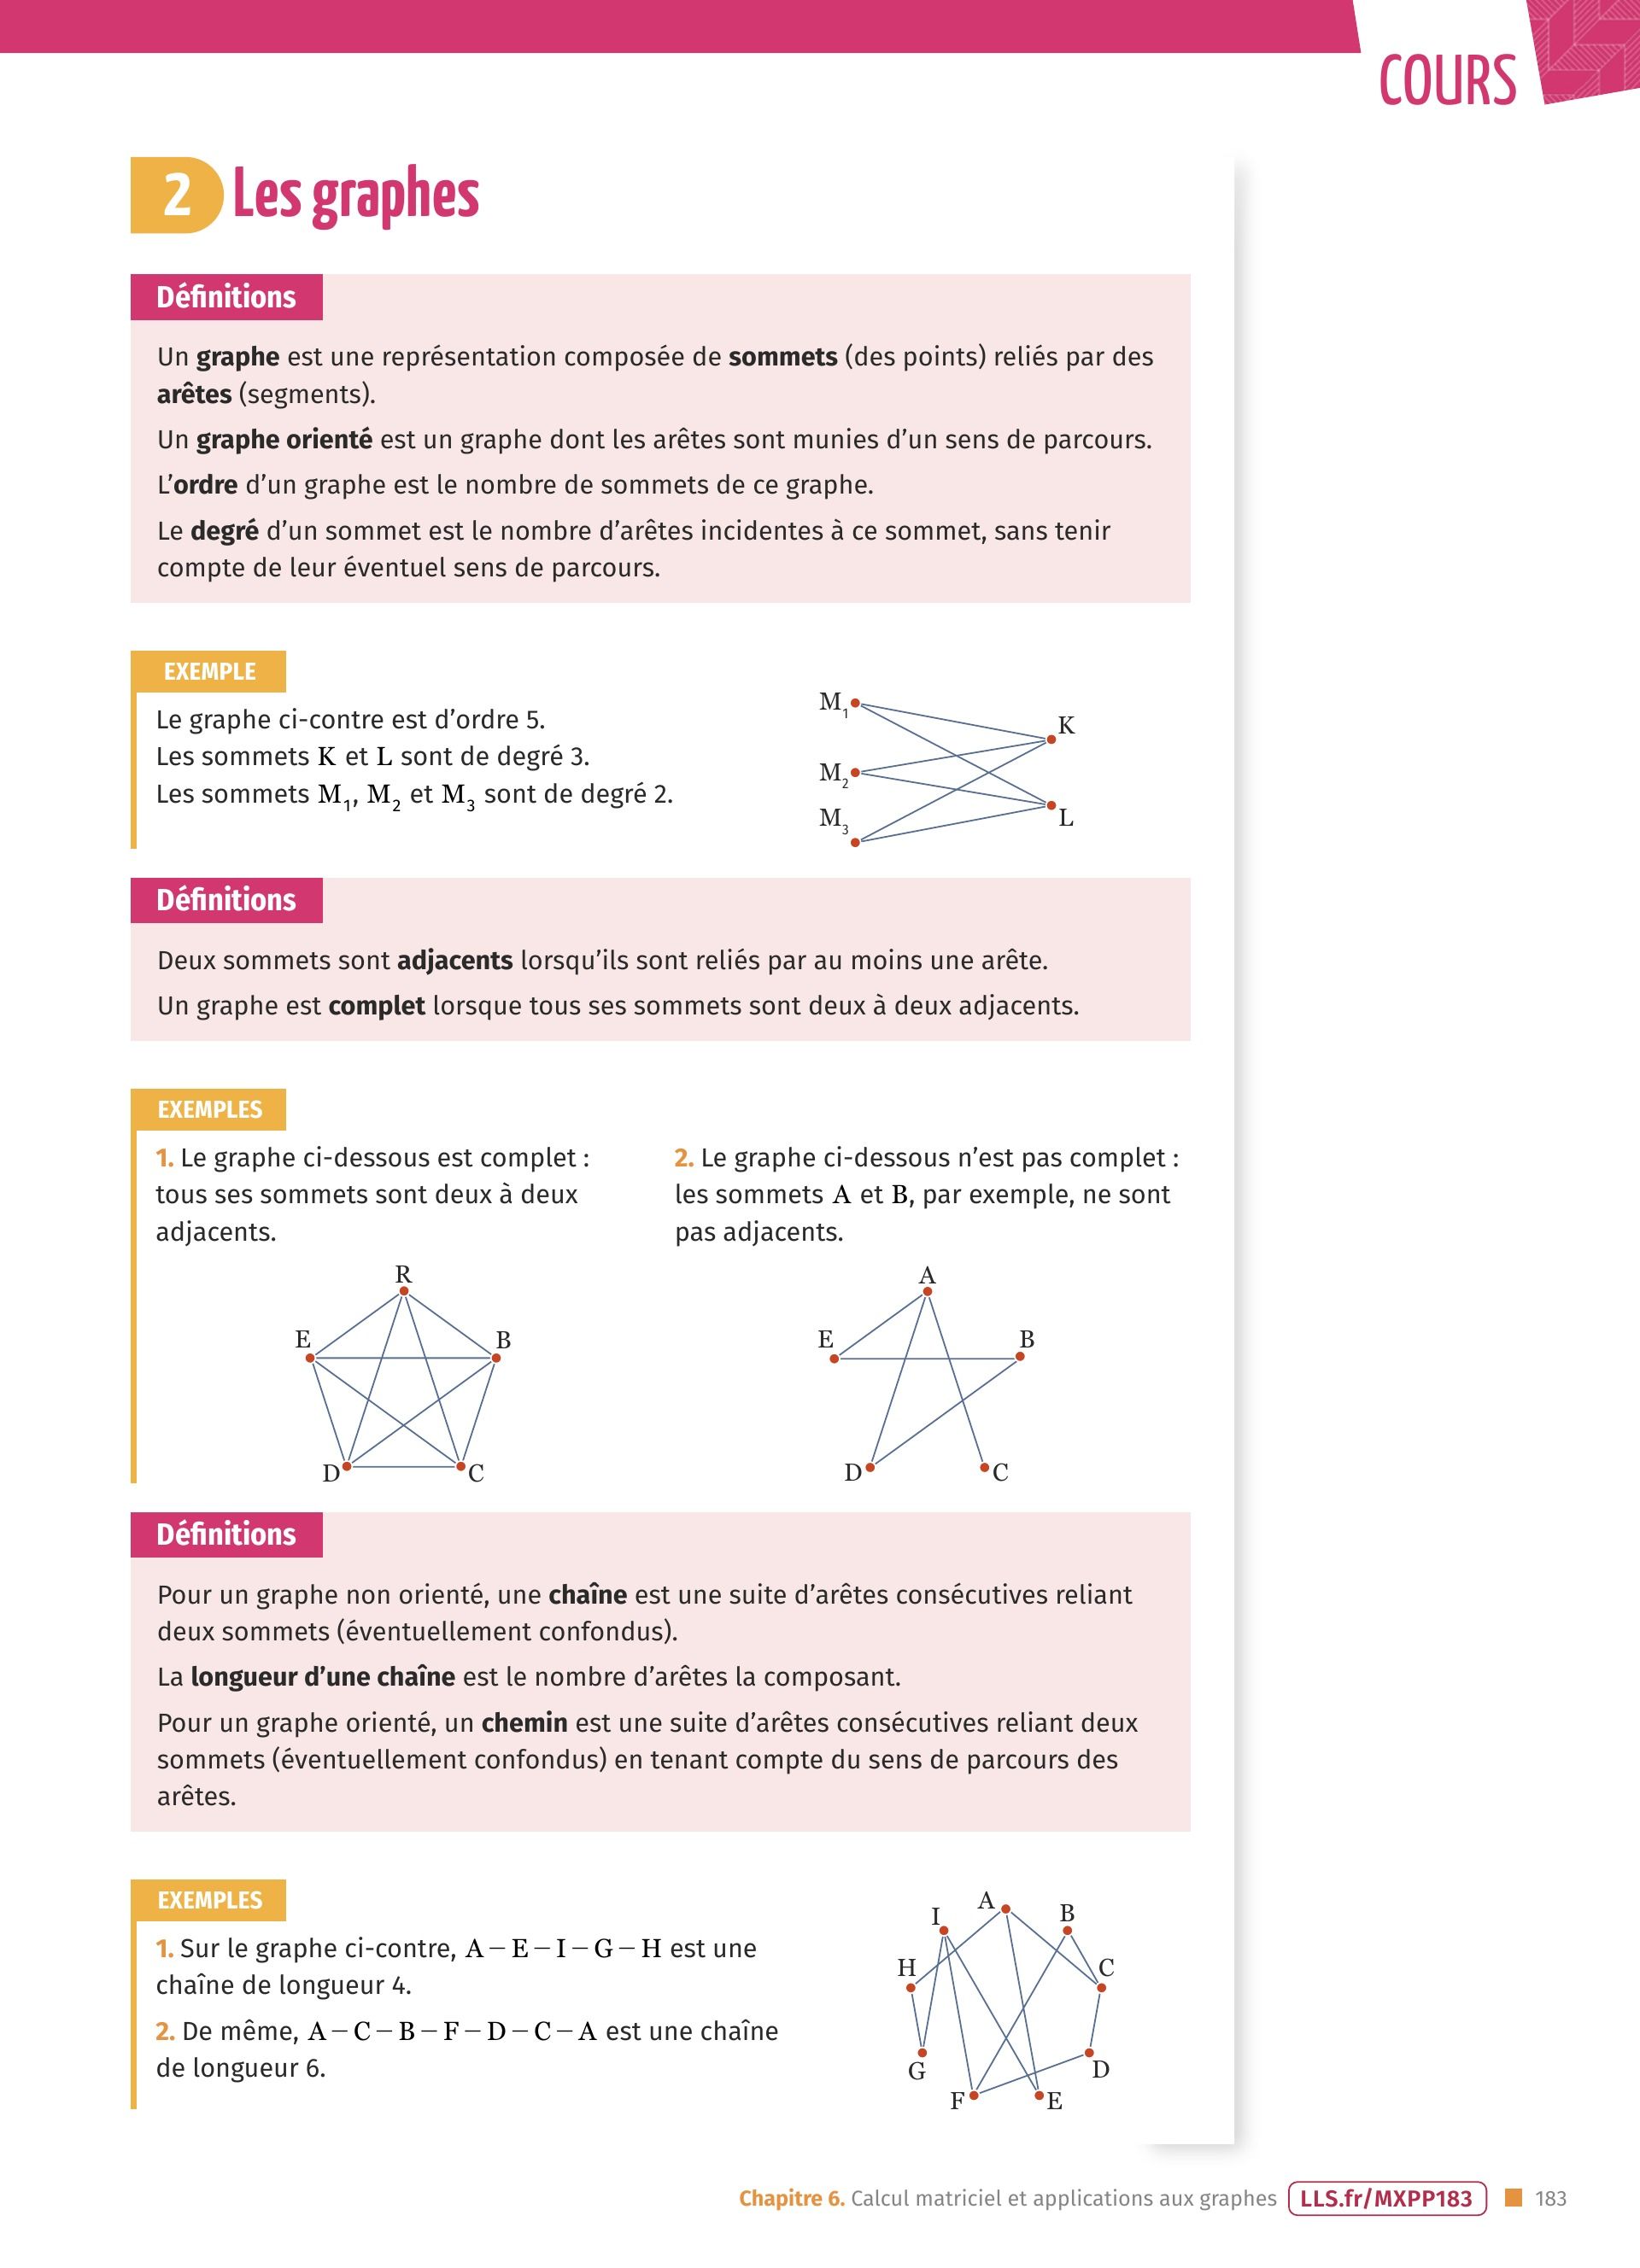 COURS
2 Les graphes
Définitions
Un graphe est une représentation composée de sommets (des points) reliés par des
arêtes (segments).
Un graphe orienté est un graphe dont les arêtes sont munies d’un sens de parcours.
L’ordre d’un graphe est le nombre de sommets de ce graphe.
Le degré d’un sommet est le nombre d’arêtes incidentes à ce sommet, sans tenir
compte de leur éventuel sens de parcours.
EXEMPLE
Le graphe ci-contre est d’ordre 5.
Les sommets K et L sont de degré 3.
Les sommets M₁, M₂ et M₃ sont de degré 2.
M₁
K
M₂
M₃
L
Définitions
Deux sommets sont adjacents lorsqu’ils sont reliés par au moins une arête.
Un graphe est complet lorsque tous ses sommets sont deux à deux adjacents.
EXEMPLES
1. Le graphe ci-dessous est complet :
tous ses sommets sont deux à deux
adjacents.
R
E
B
D
C
2. Le graphe ci-dessous n’est pas complet :
les sommets A et B, par exemple, ne sont
pas adjacents.
A
E
B
D
C
Définitions
Pour un graphe non orienté, une chaîne est une suite d’arêtes consécutives reliant
deux sommets (éventuellement confondus).
La longueur d’une chaîne est le nombre d’arêtes la composant.
Pour un graphe orienté, un chemin est une suite d’arêtes consécutives reliant deux
sommets (éventuellement confondus) en tenant compte du sens de parcours des
arêtes.
EXEMPLES
1. Sur le graphe ci-contre, A – E – I – G – H est une
chaîne de longueur 4.
2. De même, A – C – B – F – D – C – A est une chaîne
de longueur 6.
A
I
B
H
C
G
D
F
E
Chapitre 6. Calcul matriciel et applications aux graphes LLS.fr/MXPP183 183